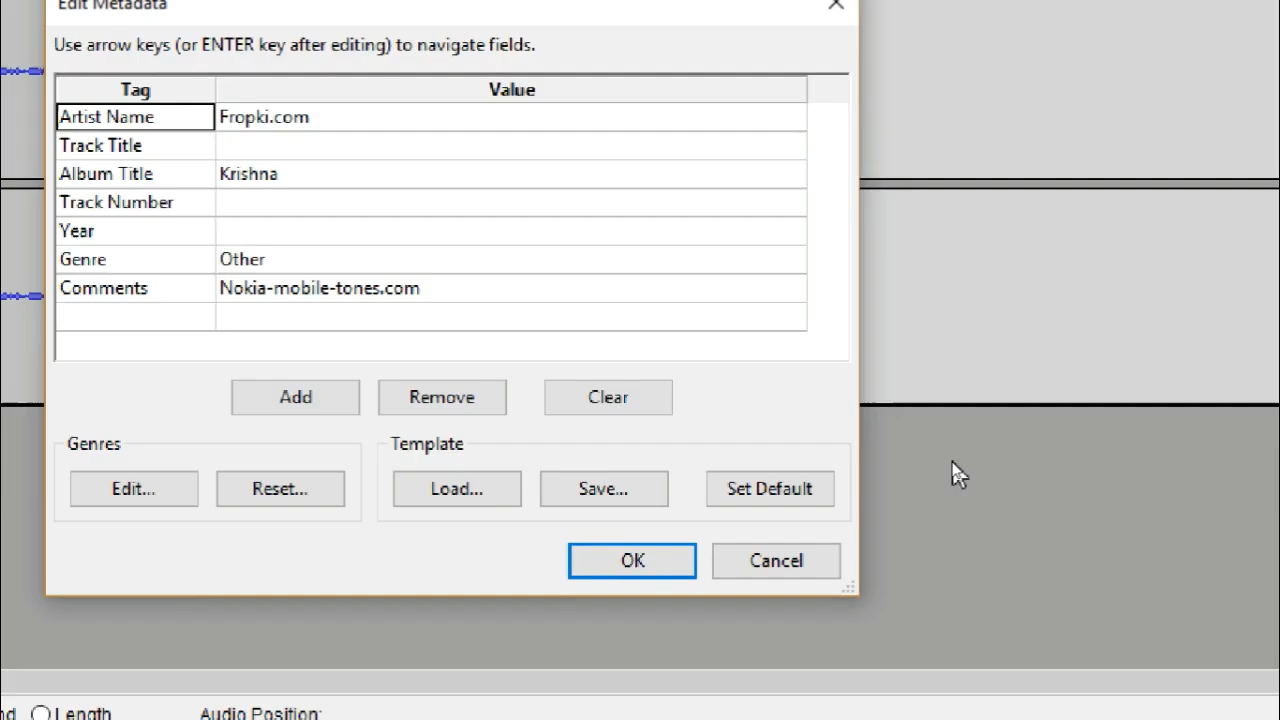 Edit Metadata
Use arrow keys (or ENTER key after editing) to navigate fields.
Tag Value
Artist Name Fropki.com
Track Title
Album Title Krishna
Track Number
Year
Genre Other
Comments Nokia-mobile-tones.com
Add Remove Clear
Genres Template
Edit... Reset... Load... Save... Set Default
OK Cancel
Length Audio Position: